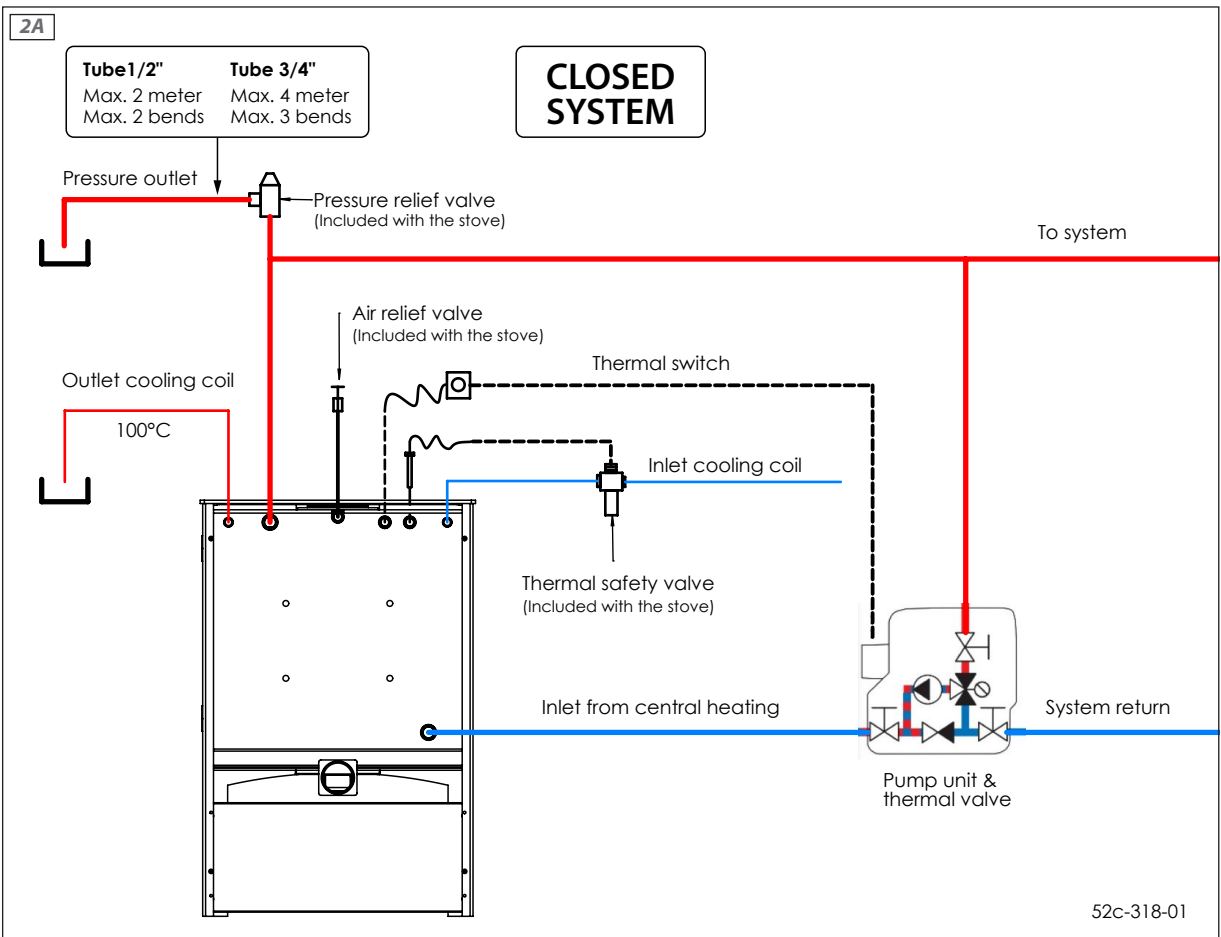 2A
Tube1/2" Tube 3/4"
Max. 2 meter Max. 4 meter
Max. 2 bends Max. 3 bends
CLOSED
SYSTEM
Pressure outlet
Pressure relief valve
(Included with the stove)
To system
Air relief valve
(Included with the stove)
Thermal switch
Outlet cooling coil
100°C
Inlet cooling coil
Thermal safety valve
(Included with the stove)
Inlet from central heating
System return
Pump unit &
thermal valve
52c-318-01